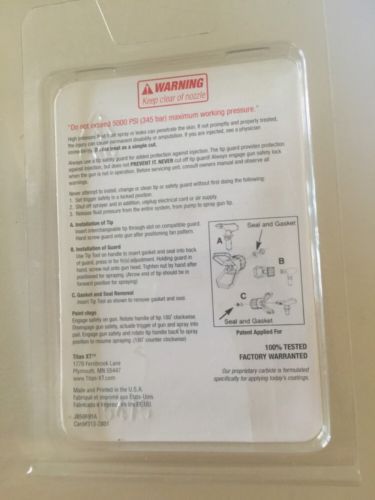 WARNING
Keep clear of nozzle
"Do not exceed 5000 PSI (345 bar) maximum working pressure."
High pressure fluid from spray or leaks can penetrate the skin. If not promptly and properly treated,
the injury can cause permanent disability or amputation. If you are injured, see a physician
immediately. treat as a simple cut.
Always use a tip safety guard for added protection against injection. The tip guard provides protection
against injection, but does not PREVENT IT. NEVER cut off tip guard! Always engage gun safety lock
when the gun is not in operation. Before servicing unit, consult owners manual and observe all
warnings.
Never attempt to install, change or clean tip or safety guard without first doing the following:
1. Set trigger safety in a locked position.
2. Shut off sprayer and in addition, unplug electrical cord or air supply.
3. Release fluid pressure from the entire system, from pump to spray gun tip.
A. Installation of Tip
Insert interchangeable tip through slot on compatible guard.
Hand screw guard onto gun after positioning fan pattern.
B. Installation of Guard
Use Tip Tool on handle to insert gasket and seal into back
of guard, press in for final adjustment. Holding guard in
hand, screw nut onto gun head. Tighten nut by hand after
positioned for spraying. (Arrow end of tip should be in
forward position for spraying)
C. Gasket and Seal Removal
Insert Tip Tool as shown to remove gasket and seal.
Paint clogs
Engage safety on gun. Rotate handle of tip 180° clockwise
Disengage gun safety, actuate trigger of gun and spray into
pail. Engage gun safety and rotate tip handle back to spray
position to resume spraying. (180° counter clockwise)
A
Seal and Gasket
B
C
Seal and Gasket
Patent Applied For
100% TESTED
FACTORY WARRANTED
Our proprietary carbide is formulated
specifically for applying today's coatings.
Titan XT™
1770 Fernbrook Lane
Plymouth, MN 55447
www.Titan-XT.com
Made and Printed in the U.S.A.
Fabriqué et imprimé aux États-Unis
Fabricado e Impreso en EEUU
Card#313-2801